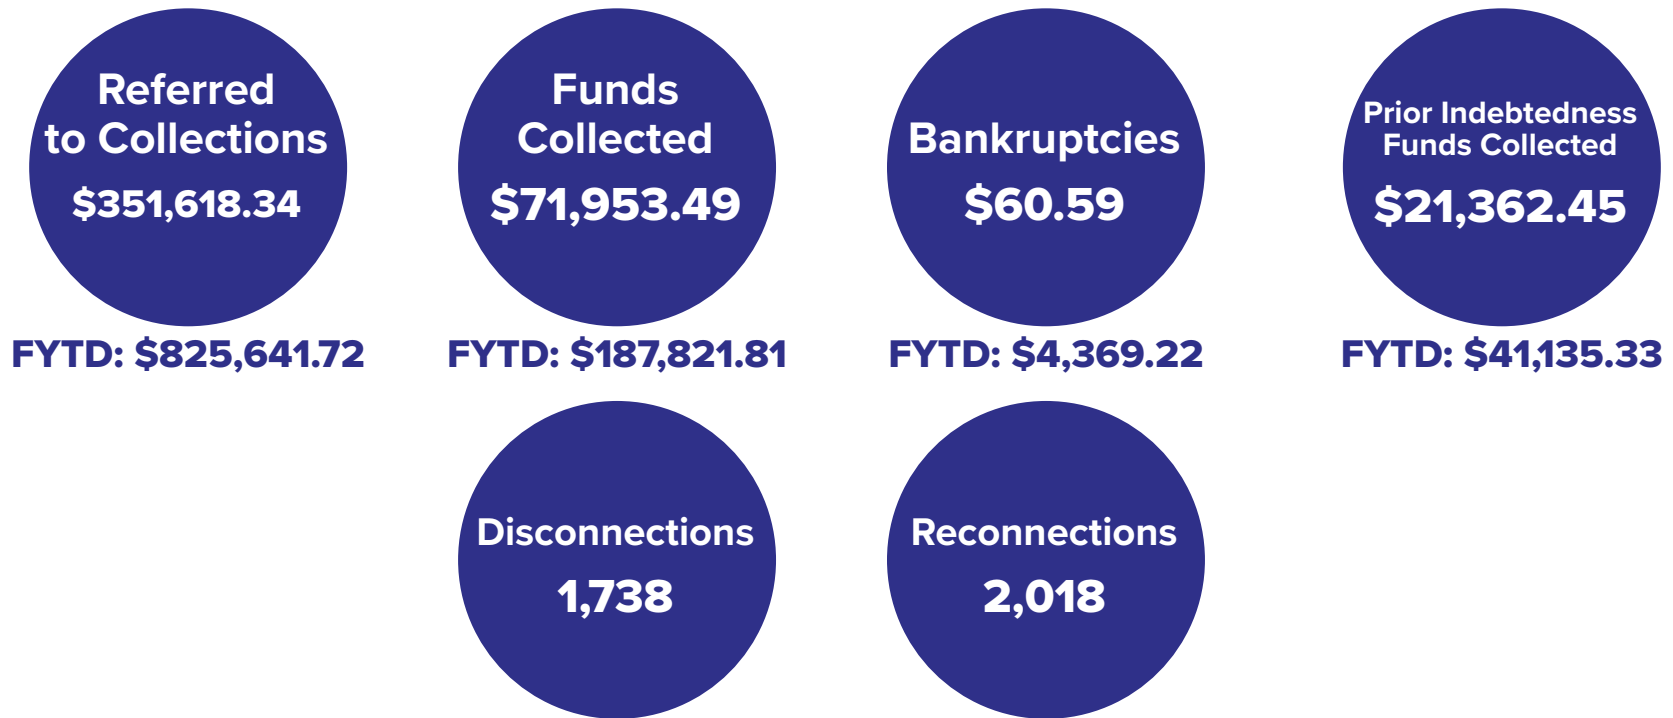 Referred
to Collections
$351,618.34
FYTD: $825,641.72
Funds
Collected
$71,953.49
FYTD: $187,821.81
Bankruptcies
$60.59
FYTD: $4,369.22
Prior Indebtedness
Funds Collected
$21,362.45
FYTD: $41,135.33
Disconnections
1,738
Reconnections
2,018